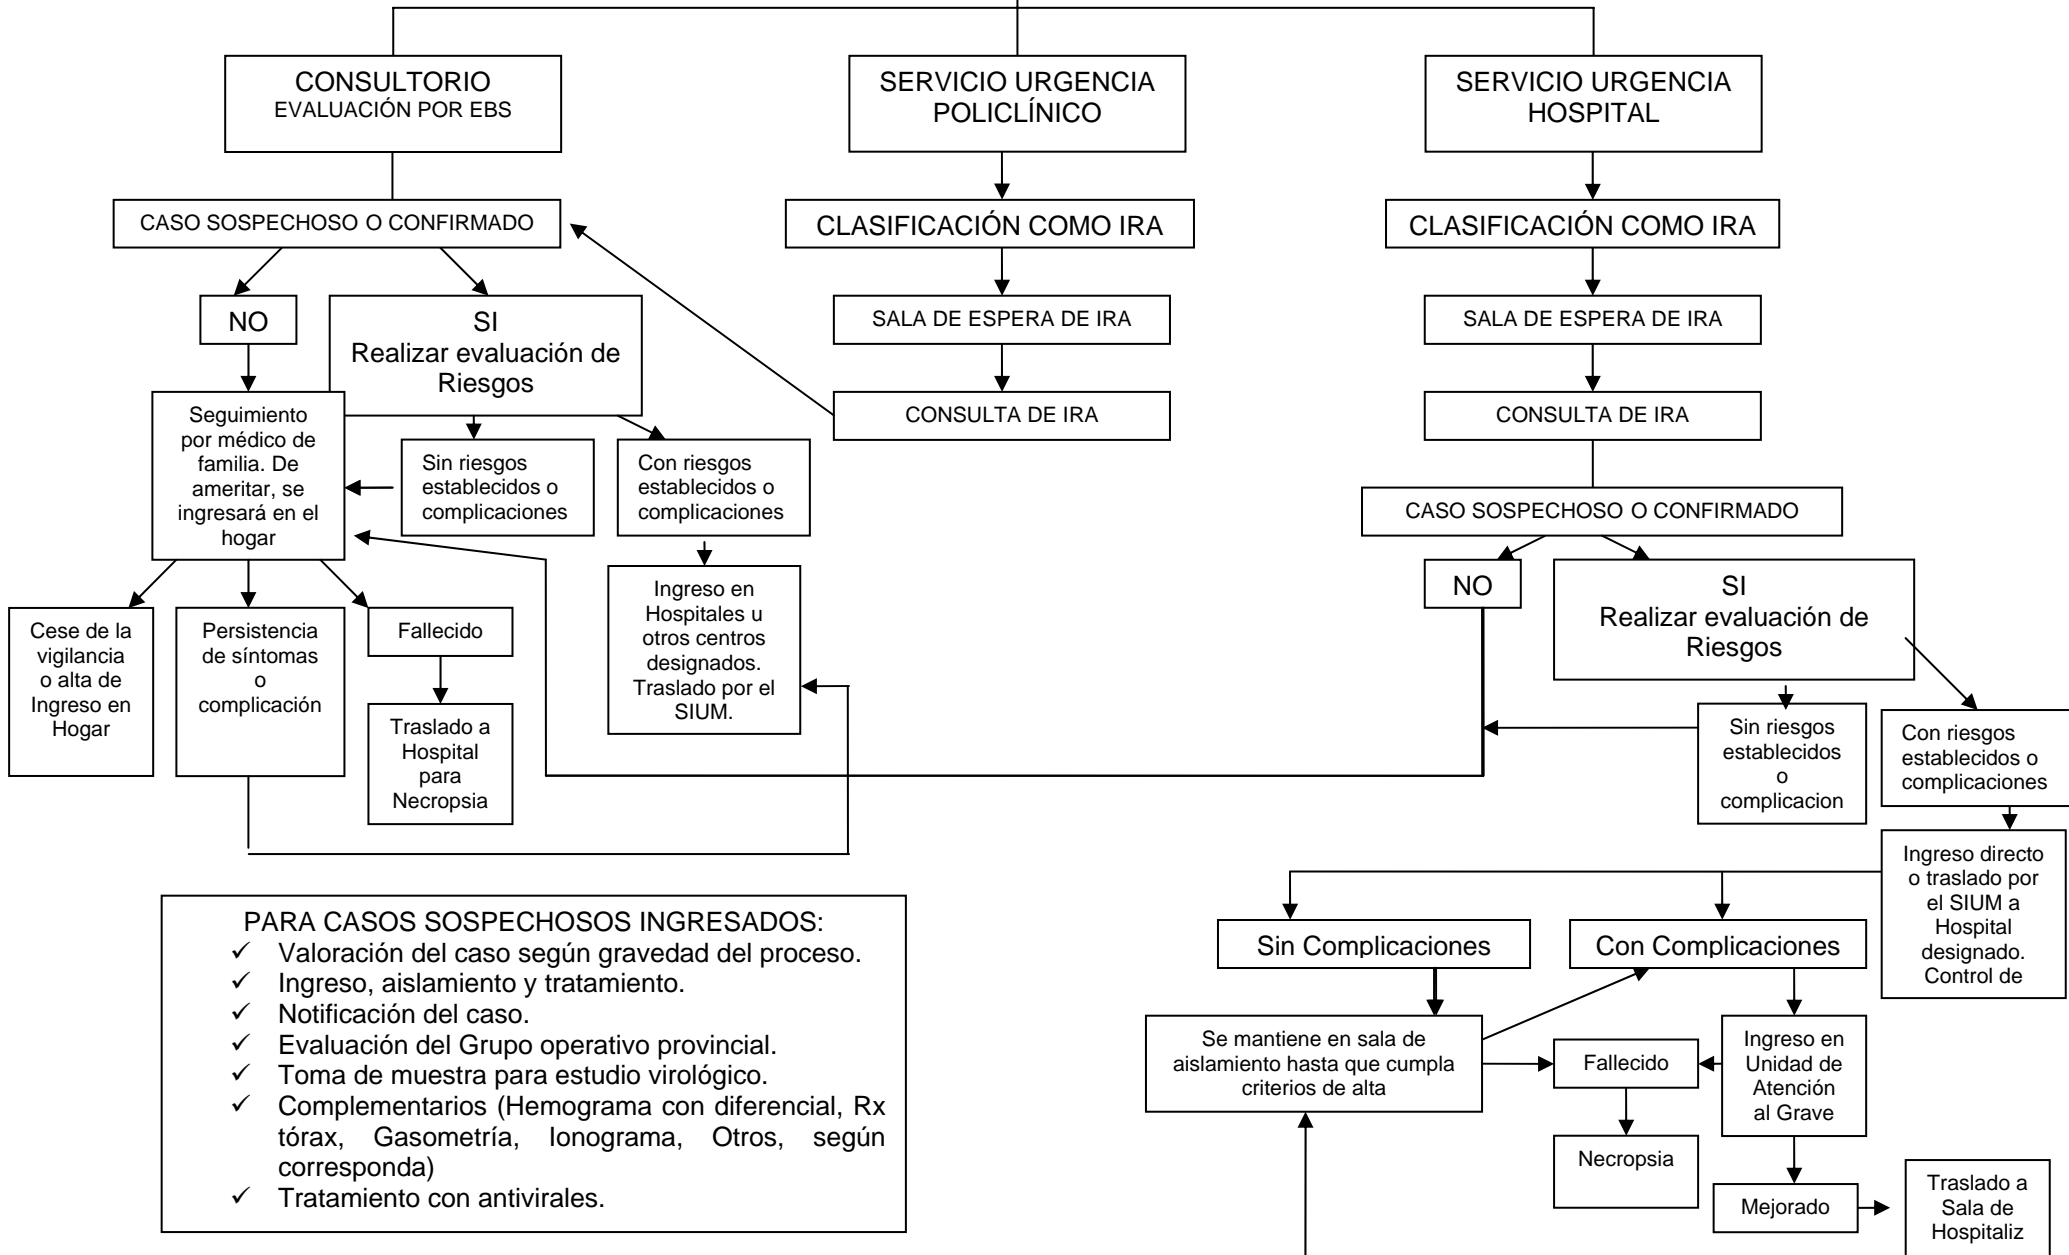 CONSULTORIO
EVALUACIÓN POR EBS
SERVICIO URGENCIA
POLICLÍNICO
SERVICIO URGENCIA
HOSPITAL
CASO SOSPECHOSO O CONFIRMADO
CLASIFICACIÓN COMO IRA
CLASIFICACIÓN COMO IRA
NO
SI
Realizar evaluación de
Riesgos
SALA DE ESPERA DE IRA
SALA DE ESPERA DE IRA
Seguimiento
por médico de
familia. De
ameritar, se
ingresará en el
hogar
Sin riesgos
establecidos o
complicaciones
Con riesgos
establecidos o
complicaciones
CONSULTA DE IRA
CONSULTA DE IRA
CASO SOSPECHOSO O CONFIRMADO
NO
SI
Realizar evaluación de
Riesgos
Cese de la
vigilancia
o alta de
Ingreso en
Hogar
Persistencia
de síntomas
o
complicación
Fallecido
Traslado a
Hospital
para
Necropsia
Ingreso en
Hospitales u
otros centros
designados.
Traslado por el
SIUM.
Sin riesgos
establecidos
o
complicacion
Con riesgos
establecidos o
complicaciones
Ingreso directo
o traslado por
el SIUM a
Hospital
designado.
Control de
PARA CASOS SOSPECHOSOS INGRESADOS:
✓ Valoración del caso según gravedad del proceso.
✓ Ingreso, aislamiento y tratamiento.
✓ Notificación del caso.
✓ Evaluación del Grupo operativo provincial.
✓ Toma de muestra para estudio virológico.
✓ Complementarios (Hemograma con diferencial, Rx
tórax, Gasometría, Ionograma, Otros, según
corresponda)
✓ Tratamiento con antivirales.
Sin Complicaciones
Con Complicaciones
Se mantiene en sala de
aislamiento hasta que cumpla
criterios de alta
Fallecido
Ingreso en
Unidad de
Atención
al Grave
Necropsia
Mejorado
Traslado a
Sala de
Hospitaliz